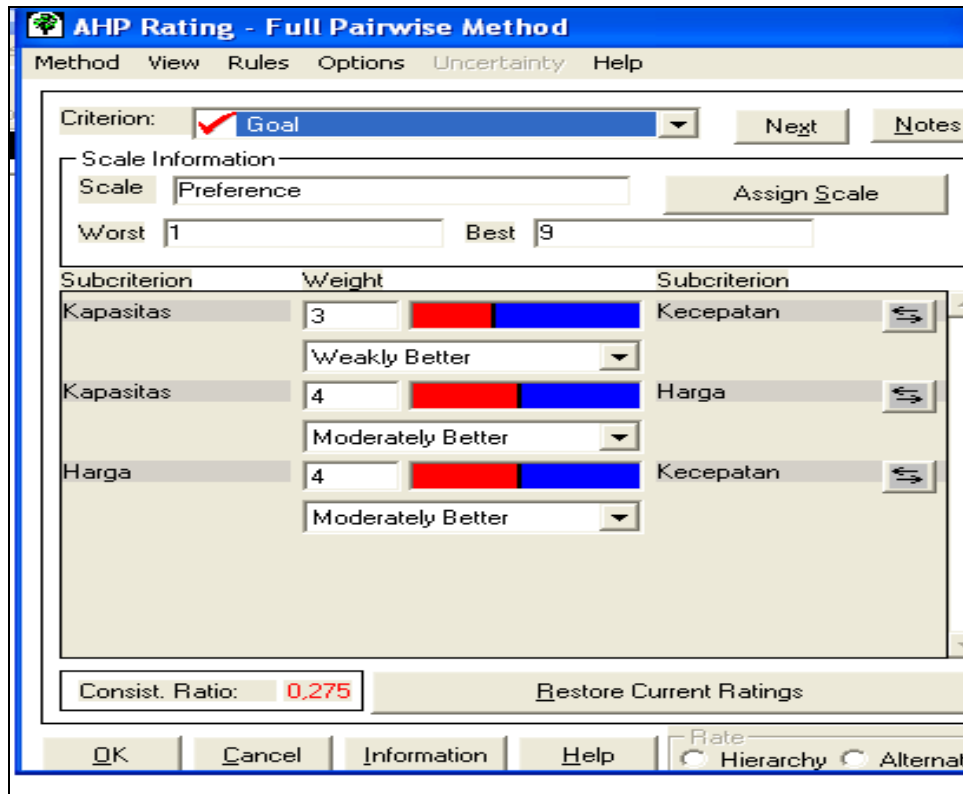 AHP Rating - Full Pairwise Method
Method View Rules Options Uncertainty Help
Criterion: Goal Next Notes
Scale Information
Scale Preference Assign Scale
Worst 1 Best 9
Subcriterion Weight Subcriterion
Kapasitas 3 Kecepatan
Weakly Better
Kapasitas 4 Harga
Moderately Better
Harga 4 Kecepatan
Moderately Better
Consist. Ratio: 0,275 Restore Current Ratings
Rate
OK Cancel Information Help Hierarchy Alternat